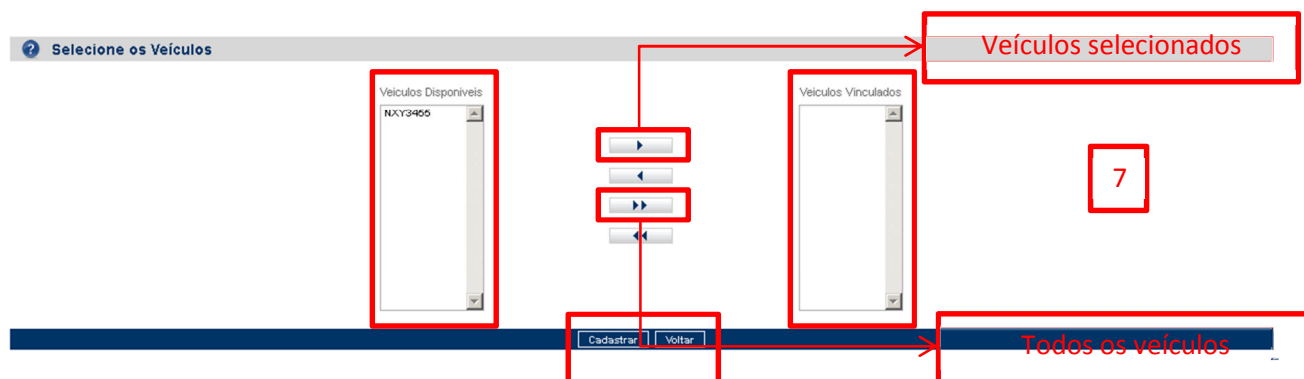 Veículos selecionados
Selecione os Veículos
Veiculos Disponiveis
Veiculos Vinculados
NXY3455
7
Cadastrar
Voltar
Todos os veículos